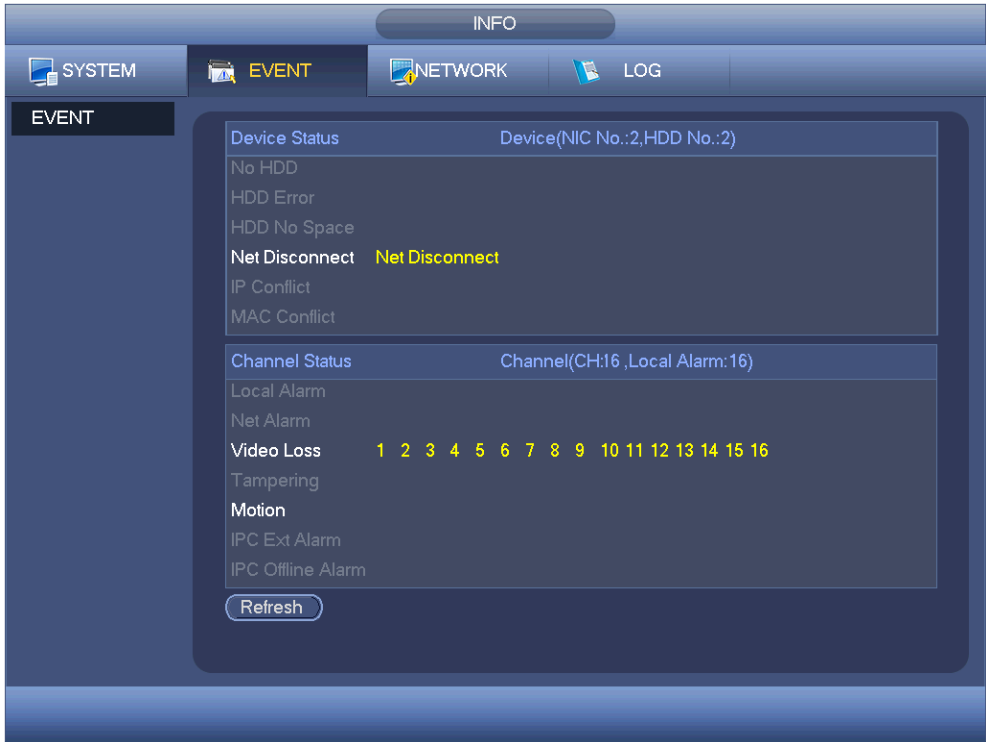 INFO
SYSTEM EVENT NETWORK LOG
EVENT
Device Status Device(NIC No.:2,HDD No.:2)
No HDD
HDD Error
HDD No Space
Net Disconnect Net Disconnect
IP Conflict
MAC Conflict
Channel Status Channel(CH:16 ,Local Alarm:16)
Local Alarm
Net Alarm
Video Loss 1 2 3 4 5 6 7 8 9 10 11 12 13 14 15 16
Tampering
Motion
IPC Ext Alarm
IPC Offline Alarm
Refresh